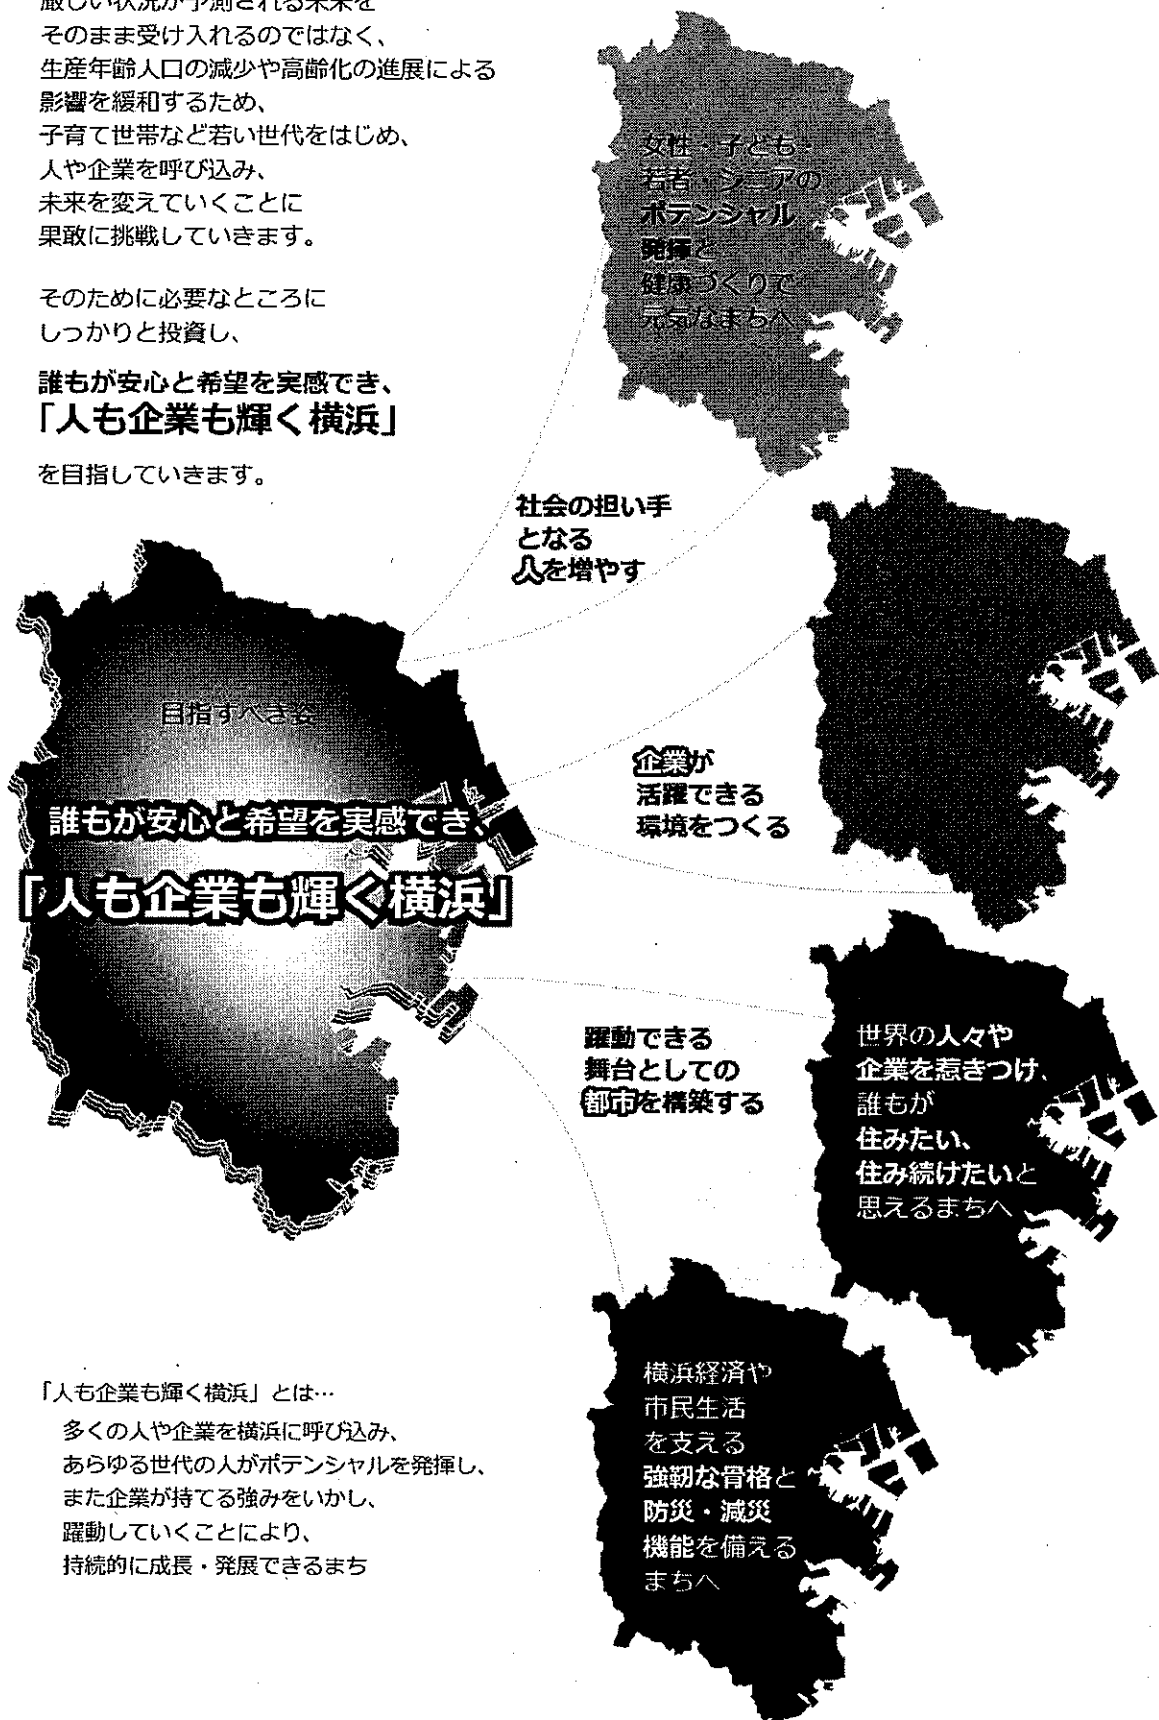 厳しい状況が予測される未来を
そのまま受け入れるのではなく、
生産年齢人口の減少や高齢化の進展による
影響を緩和するため、
子育て世帯など若い世代をはじめ、
人や企業を呼び込み、
未来を変えていくことに
果敢に挑戦していきます。
そのために必要なところに
しっかりと投資し、
誰もが安心と希望を実感でき、
「人も企業も輝く横浜」
を目指していきます。
女性・子ども・
若者・シニアの
ポテンシャル
発揮と
健康づくりで
元気なまちへ
社会の担い手
となる
人を増やす
目指すべき姿
誰もが安心と希望を実感でき、
「人も企業も輝く横浜」
企業が
活躍できる
環境をつくる
躍動できる
舞台としての
都市を構築する
世界の人々や
企業を惹きつけ、
誰もが
住みたい、
住み続けたいと
思えるまちへ
横浜経済や
市民生活
を支える
強靭な骨格と
防災・減災
機能を備える
まちへ
「人も企業も輝く横浜」とは…
多くの人や企業を横浜に呼び込み、
あらゆる世代の人がポテンシャルを発揮し、
また企業が持てる強みをいかし、
躍動していくことにより、
持続的に成長・発展できるまち